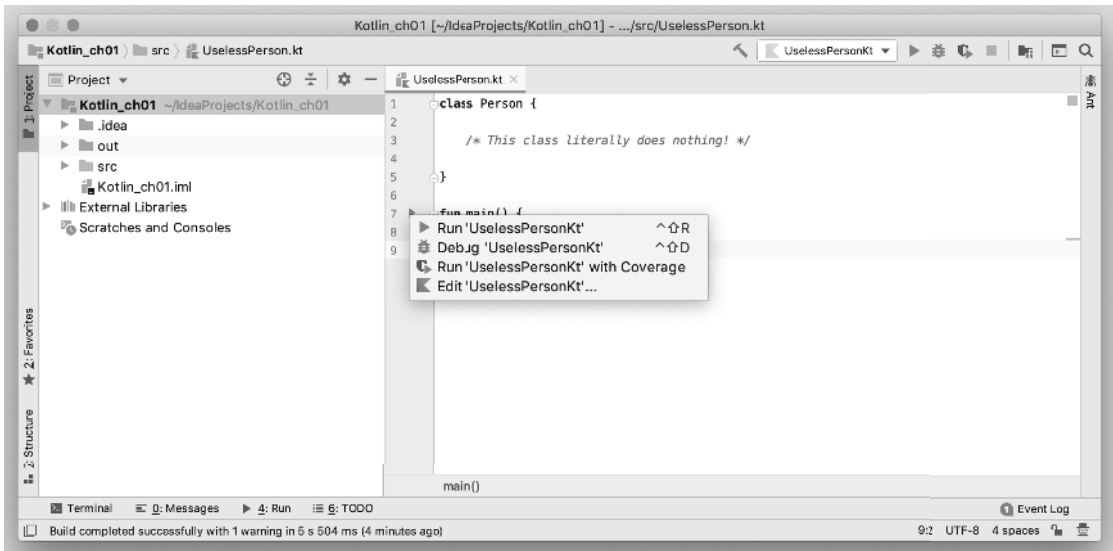 Kotlin_ch01 [~/IdeaProjects/Kotlin_ch01] - .../src/UselessPerson.kt
Kotlin_ch01 src UselessPerson.kt
UselessPersonKt
1: Project
Project
Kotlin_ch01 ~/IdeaProjects/Kotlin_ch01
.idea
out
src
Kotlin_ch01.iml
External Libraries
Scratches and Consoles
2: Favorites
7: Structure
UselessPerson.kt
1 class Person {
2
3 /* This class literally does nothing! */
4
5 }
6
7 fun main() {
8
9
Run 'UselessPersonKt' ^⇧R
Debug 'UselessPersonKt' ^⇧D
Run 'UselessPersonKt' with Coverage
Edit 'UselessPersonKt'...
main()
Ant
Terminal 0: Messages 4: Run 6: TODO
1 Event Log
Build completed successfully with 1 warning in 5 s 504 ms (4 minutes ago)
9:2 UTF-8 4 spaces